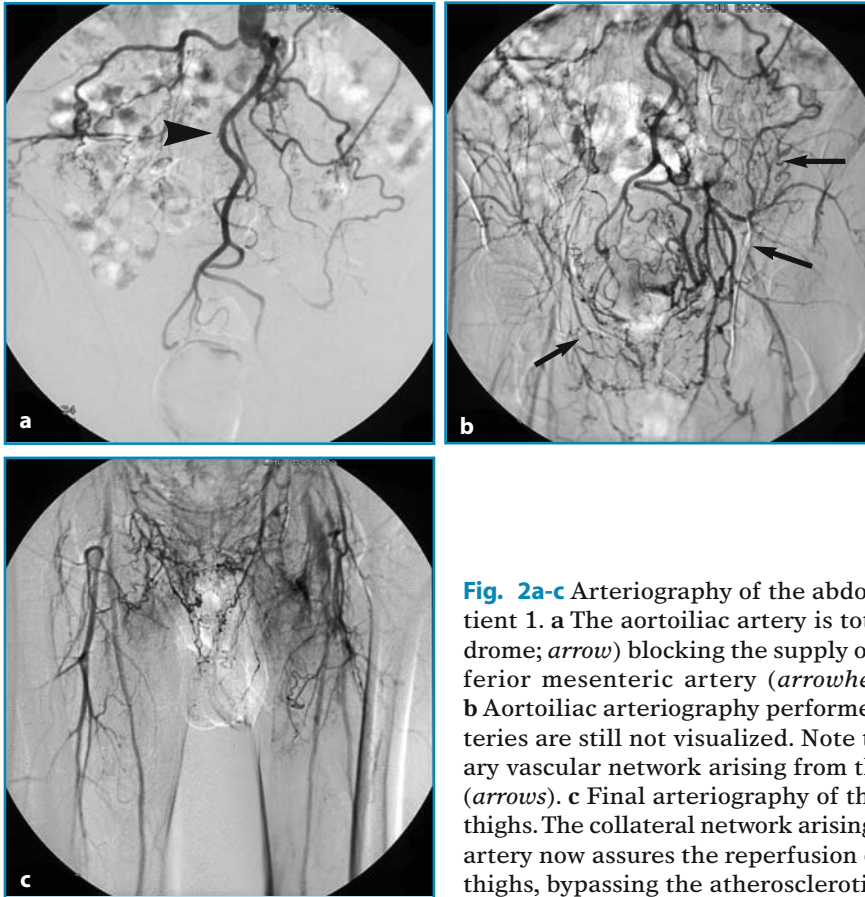 a
b
c
Fig. 2a-c Arteriography of the abdo
tient 1. a The aortoiliac artery is tot
drome; arrow) blocking the supply o
ferior mesenteric artery (arrowhe
b Aortoiliac arteriography performe
teries are still not visualized. Note t
ary vascular network arising from th
(arrows). c Final arteriography of th
thighs. The collateral network arising
artery now assures the reperfusion o
thighs, bypassing the atheroscleroti